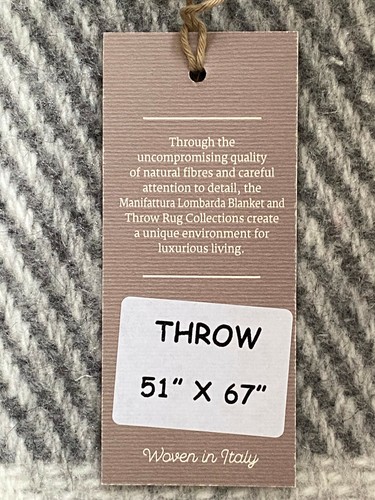 Through the
uncompromising quality
of natural fibres and careful
attention to detail, the
Manifattura Lombarda Blanket and
Throw Rug Collections create
a unique environment for
luxurious living.
THROW
51" X 67"
Woven in Italy